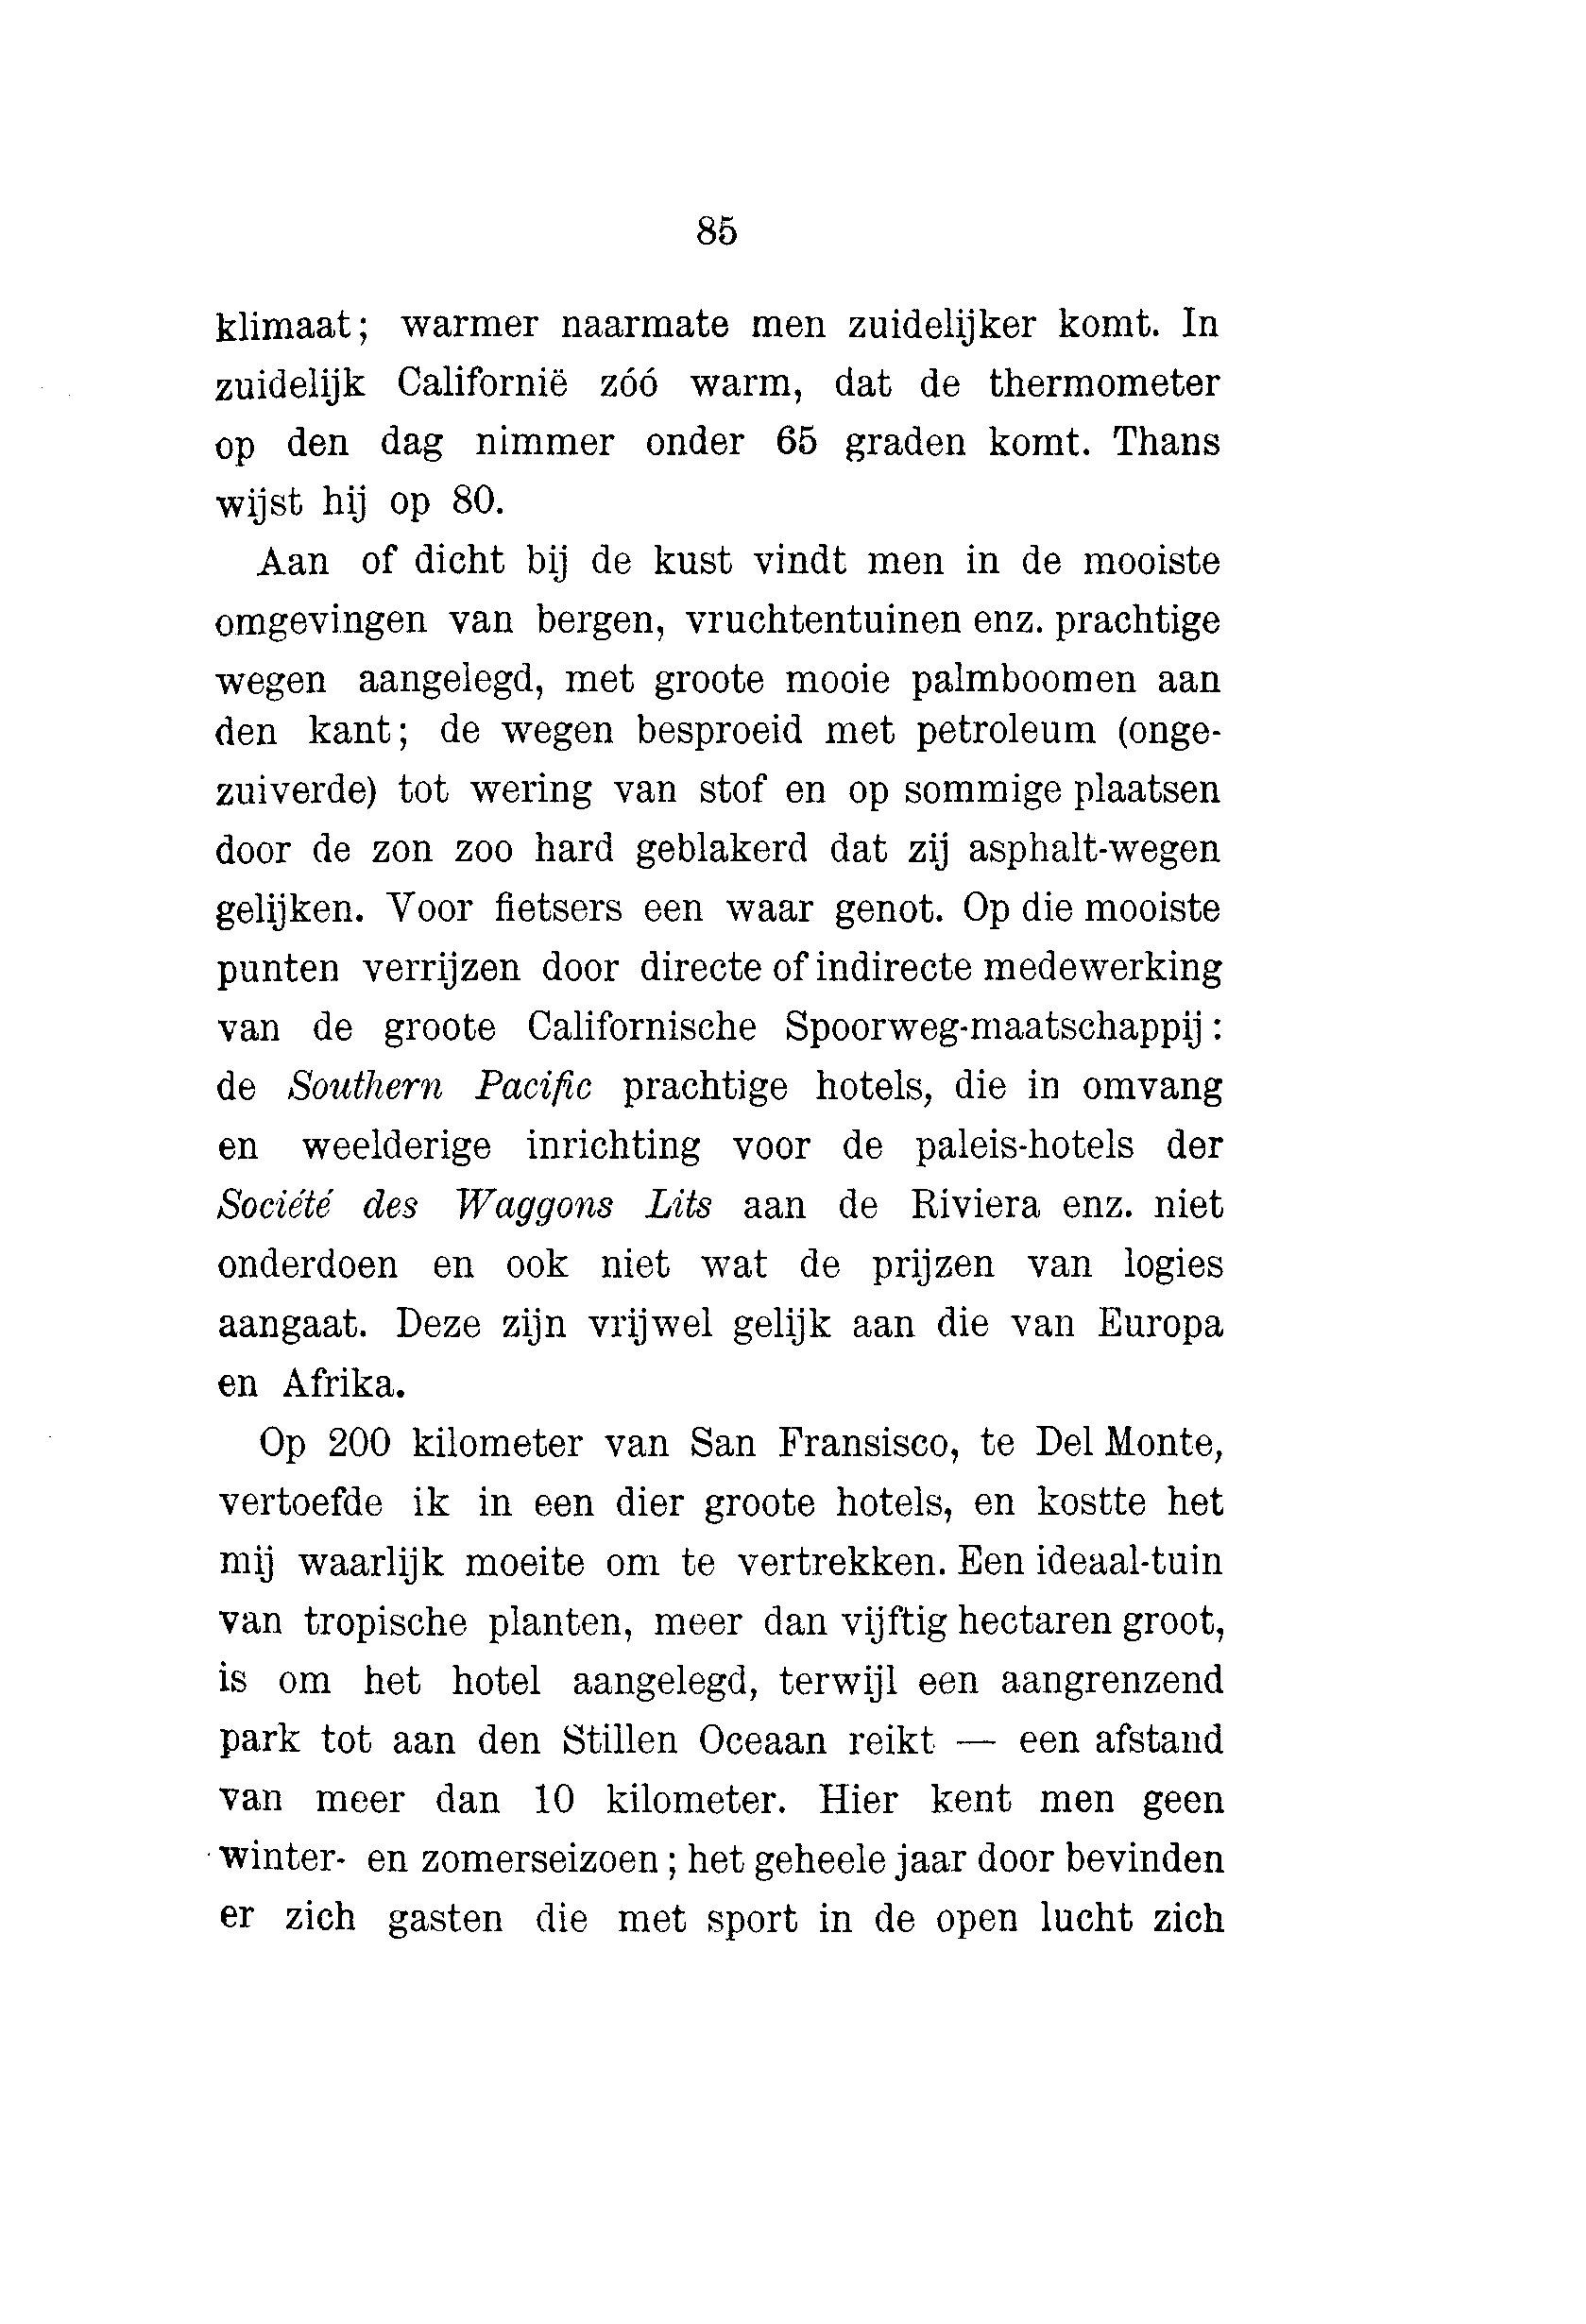 85
klimaat; warmer naarmate men zuidelijker komt. In
zuidelijk Californië zóó warm, dat de thermometer
op den dag nimmer onder 65 graden komt. Thans
wijst hij op 80.
Aan of dicht bij de kust vindt men in de mooiste
omgevingen van bergen, vruchtentuinen enz. prachtige
wegen aangelegd, met groote mooie palmboomen aan
den kant; de wegen besproeid met petroleum (onge-
zuiverde) tot wering van stof en op sommige plaatsen
door de zon zoo hard geblakerd dat zij asphalt-wegen
gelijken. Voor fietsers een waar genot. Op die mooiste
punten verrijzen door directe of indirecte medewerking
van de groote Californische Spoorweg-maatschappij:
de Southern Pacific prachtige hotels, die in omvang
en weelderige inrichting voor de paleis-hotels der
Société des Waggons Lits aan de Riviera enz. niet
onderdoen en ook niet wat de prijzen van logies
aangaat. Deze zijn vrijwel gelijk aan die van Europa
en Afrika.
Op 200 kilometer van San Fransisco, te Del Monte,
vertoefde ik in een dier groote hotels, en kostte het
mij waarlijk moeite om te vertrekken. Een ideaal-tuin
van tropische planten, meer dan vijftig hectaren groot,
is om het hotel aangelegd, terwijl een aangrenzend
park tot aan den Stillen Oceaan reikt — een afstand
van meer dan 10 kilometer. Hier kent men geen
winter- en zomerseizoen; het geheele jaar door bevinden
er zich gasten die met sport in de open lucht zich